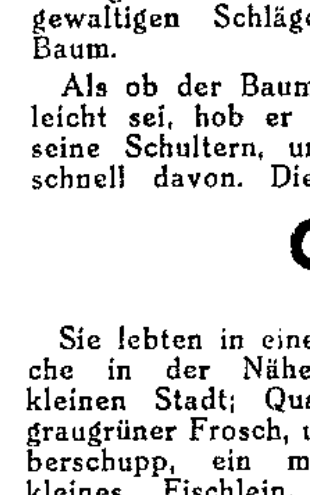 gewaltigen Schläge
Baum.
Als ob der Baum
leicht sei, hob er
seine Schultern, un
schnell davon. Die
Sie lebten in eine
che in der Nähe
kleinen Stadt; Qua
graugrüner Frosch, u
berschupp, ein m
kleines Fischlein.